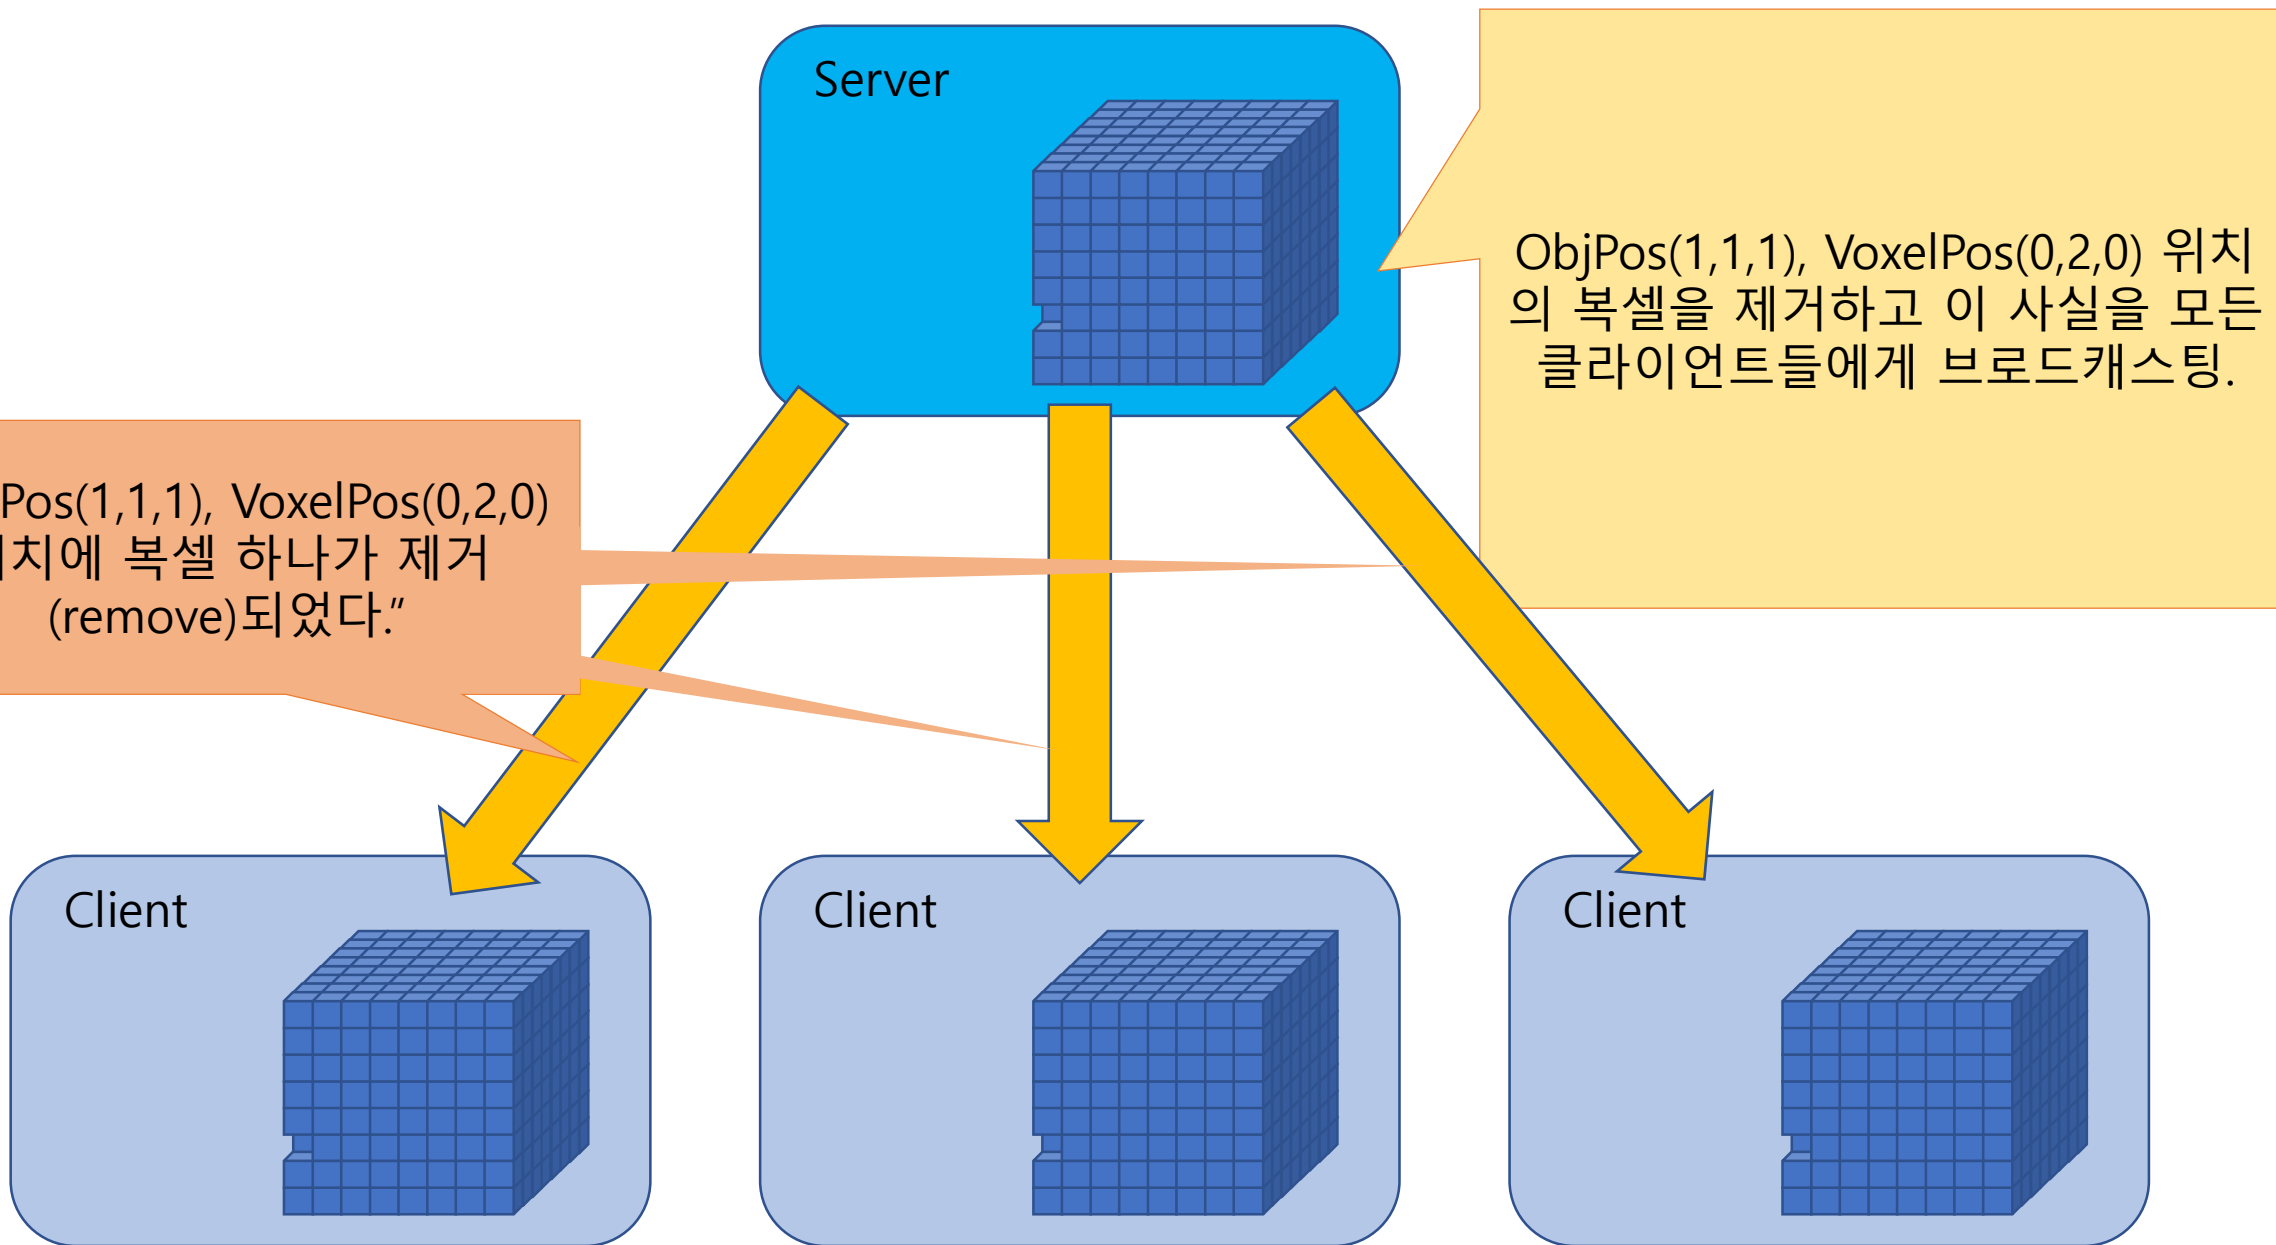 Server
ObjPos(1,1,1), VoxelPos(0,2,0) 위치
의 복셀을 제거하고 이 사실을 모든
클라이언트들에게 브로드캐스팅.
Pos(1,1,1), VoxelPos(0,2,0)
복셀 하나가 제거
(remove)되었다.”
Client
Client
Client